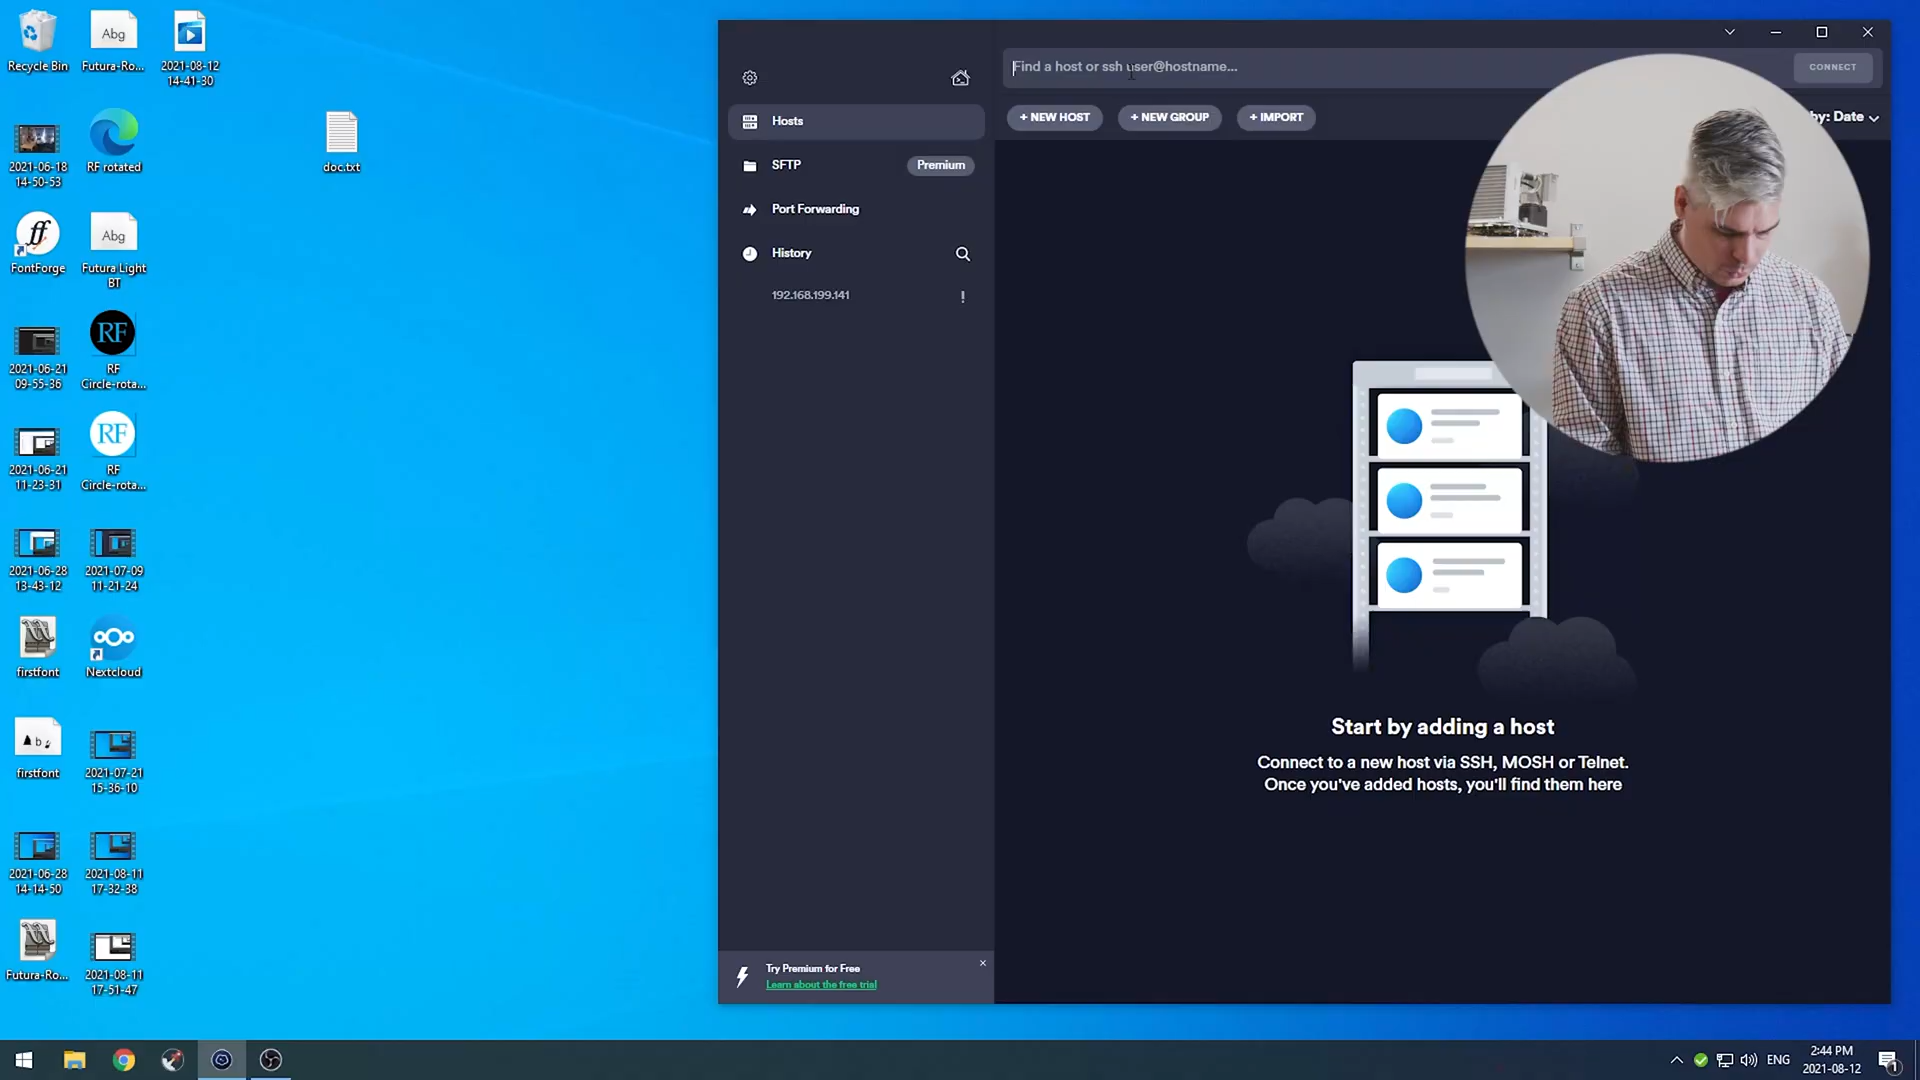 Recycle Bin
Abg
Futura-Ro...
2021-08-12
14-41-30
2021-06-18
14-50-53
RF rotated
doc.txt
ff
FontForge
Abg
Futura Light
BT
2021-06-21
09-55-36
RF
RF
Circle-rota...
2021-06-21
11-23-31
RF
RF
Circle-rota...
2021-06-28
13-43-12
2021-07-09
11-21-24
firstfont
Nextcloud
firstfont
2021-07-21
15-36-10
2021-06-28
14-14-50
2021-08-11
17-32-38
Futura-Ro...
2021-08-11
17-51-47
Find a host or ssh user@hostname...
CONNECT
+ NEW HOST
+ NEW GROUP
+ IMPORT
by: Date
Hosts
SFTP
Premium
Port Forwarding
History
192.168.199.141
!
Start by adding a host
Connect to a new host via SSH, MOSH or Telnet.
Once you've added hosts, you'll find them here
Try Premium for Free
Learn about the free trial
ENG
2:44 PM
2021-08-12
1